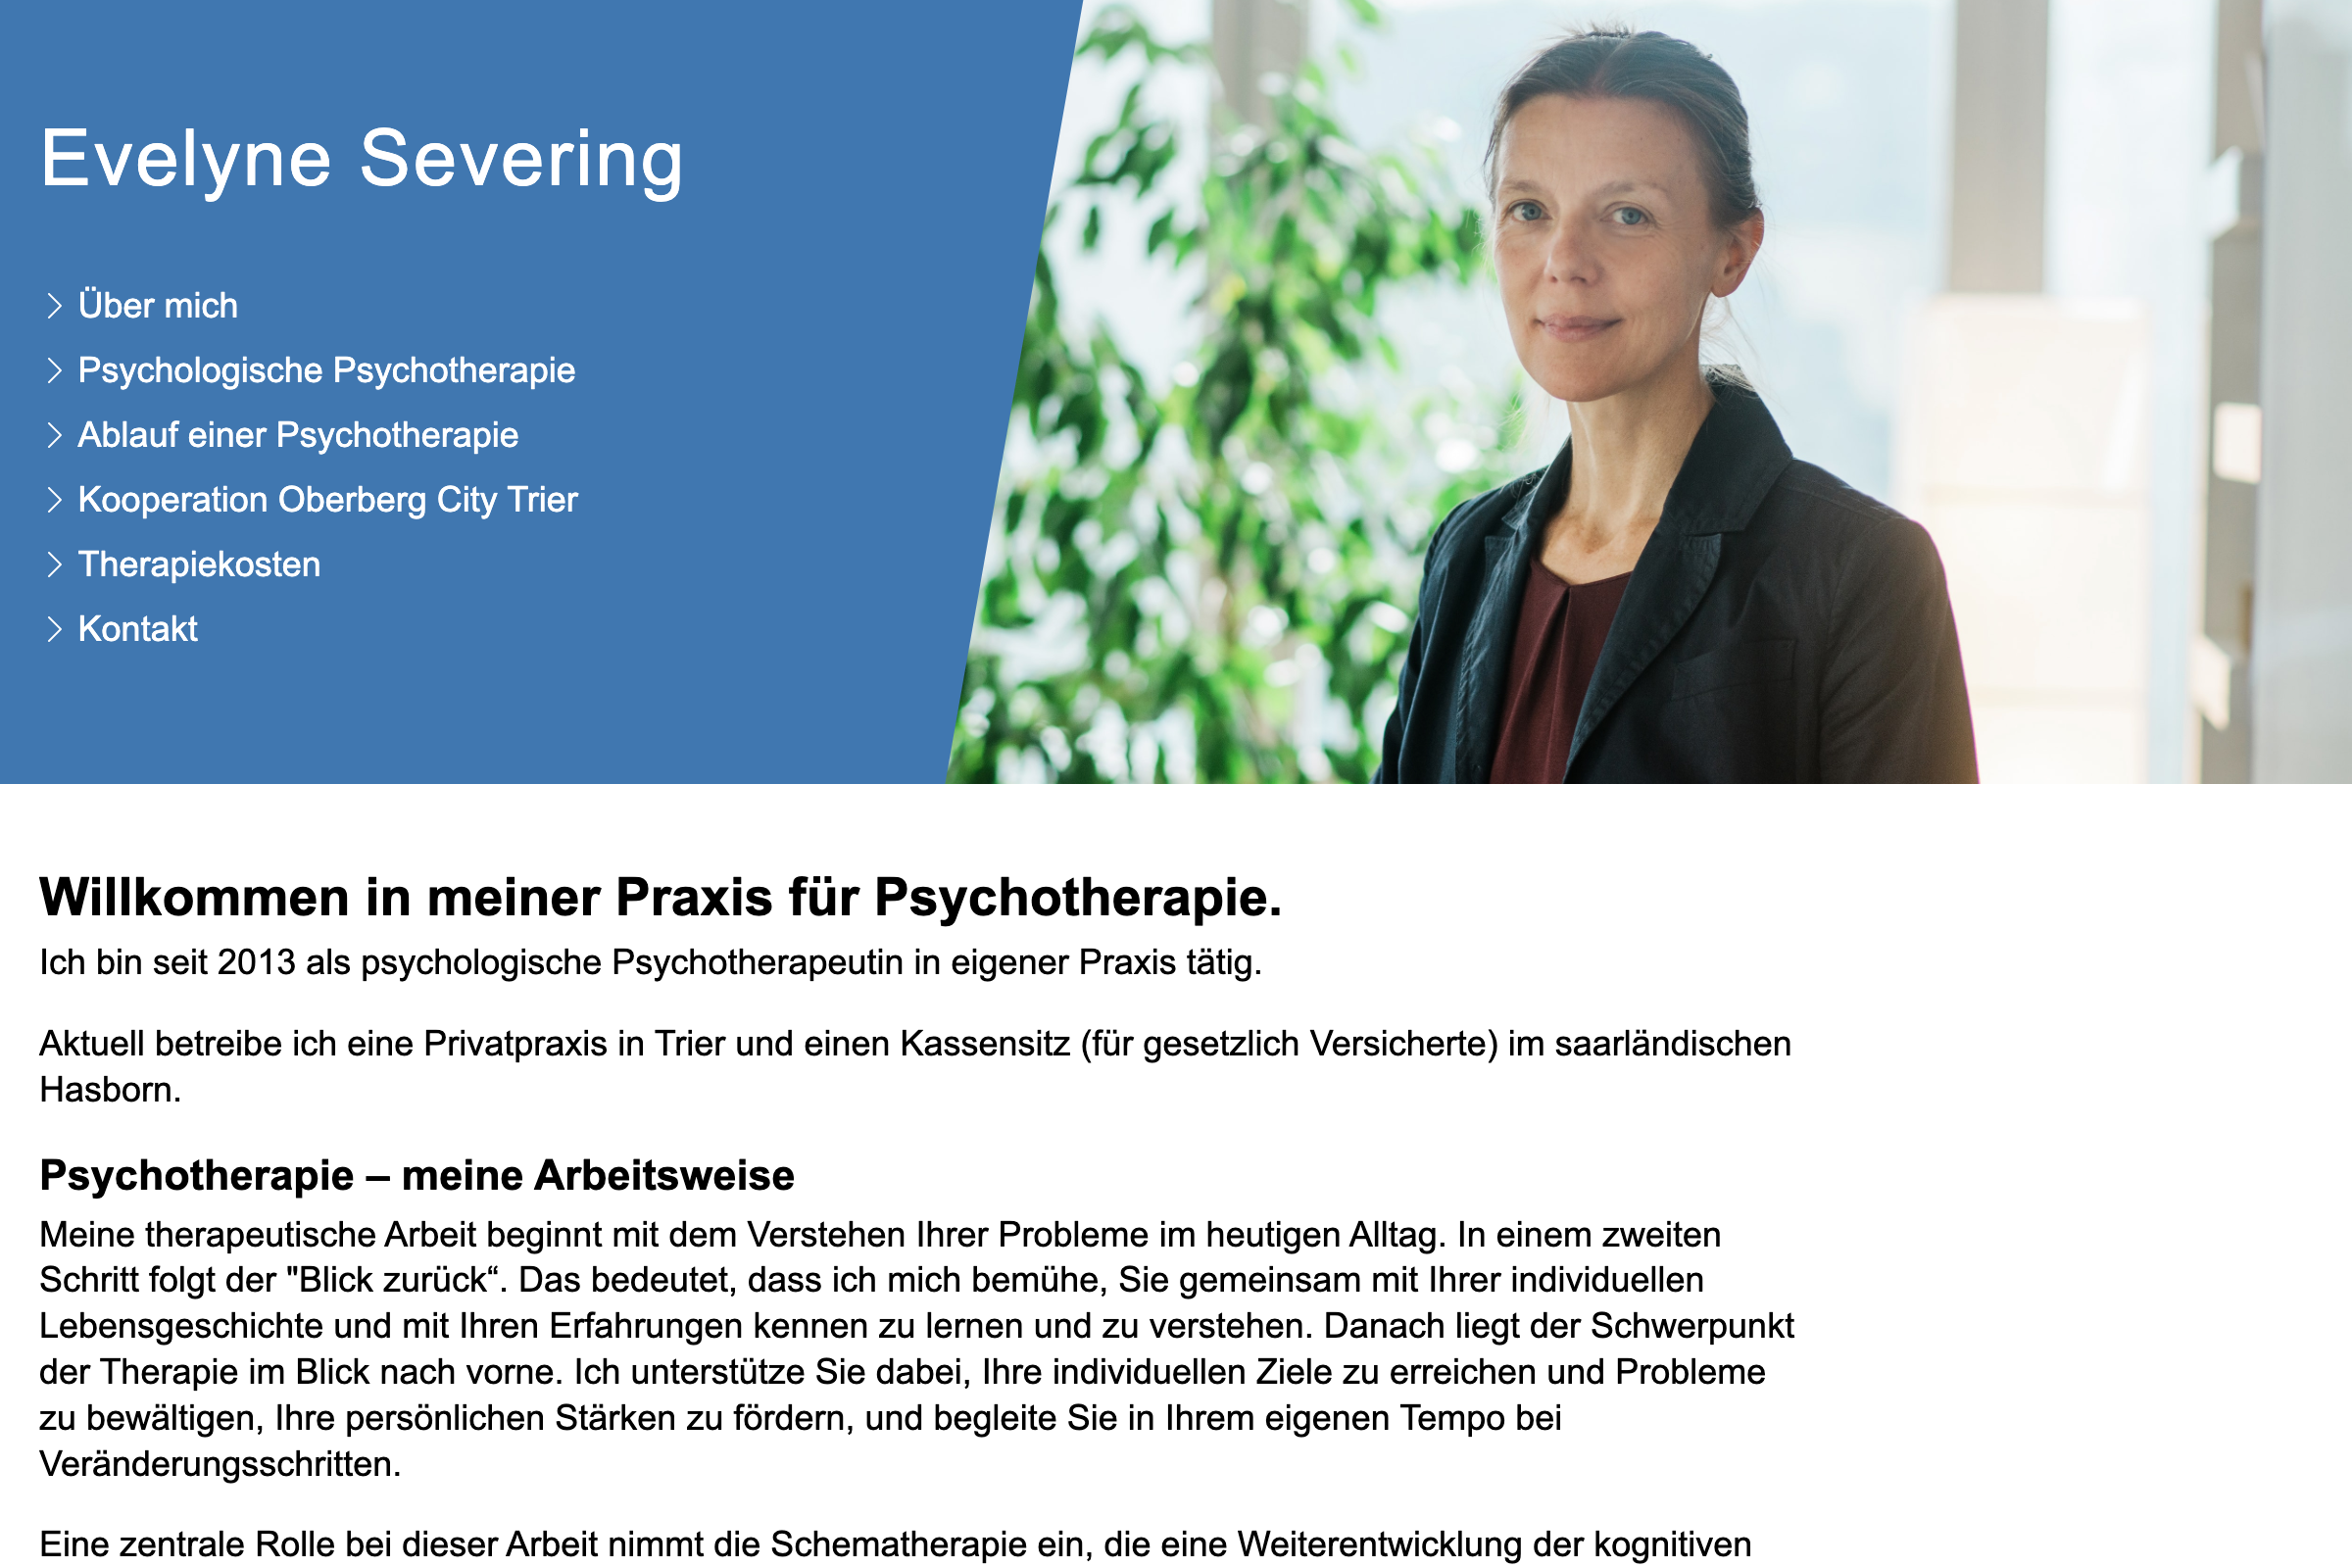 Evelyne Severing
Über mich
Psychologische Psychotherapie
Ablauf einer Psychotherapie
Kooperation Oberberg City Trier
Therapiekosten
Kontakt
Willkommen in meiner Praxis für Psychotherapie.
Ich bin seit 2013 als psychologische Psychotherapeutin in eigener Praxis tätig.
Aktuell betreibe ich eine Privatpraxis in Trier und einen Kassensitz (für gesetzlich Versicherte) im saarländischen
Hasborn.
Psychotherapie – meine Arbeitsweise
Meine therapeutische Arbeit beginnt mit dem Verstehen Ihrer Probleme im heutigen Alltag. In einem zweiten
Schritt folgt der "Blick zurück“. Das bedeutet, dass ich mich bemühe, Sie gemeinsam mit Ihrer individuellen
Lebensgeschichte und mit Ihren Erfahrungen kennen zu lernen und zu verstehen. Danach liegt der Schwerpunkt
der Therapie im Blick nach vorne. Ich unterstütze Sie dabei, Ihre individuellen Ziele zu erreichen und Probleme
zu bewältigen, Ihre persönlichen Stärken zu fördern, und begleite Sie in Ihrem eigenen Tempo bei
Veränderungsschritten.
Eine zentrale Rolle bei dieser Arbeit nimmt die Schematherapie ein, die eine Weiterentwicklung der kognitiven